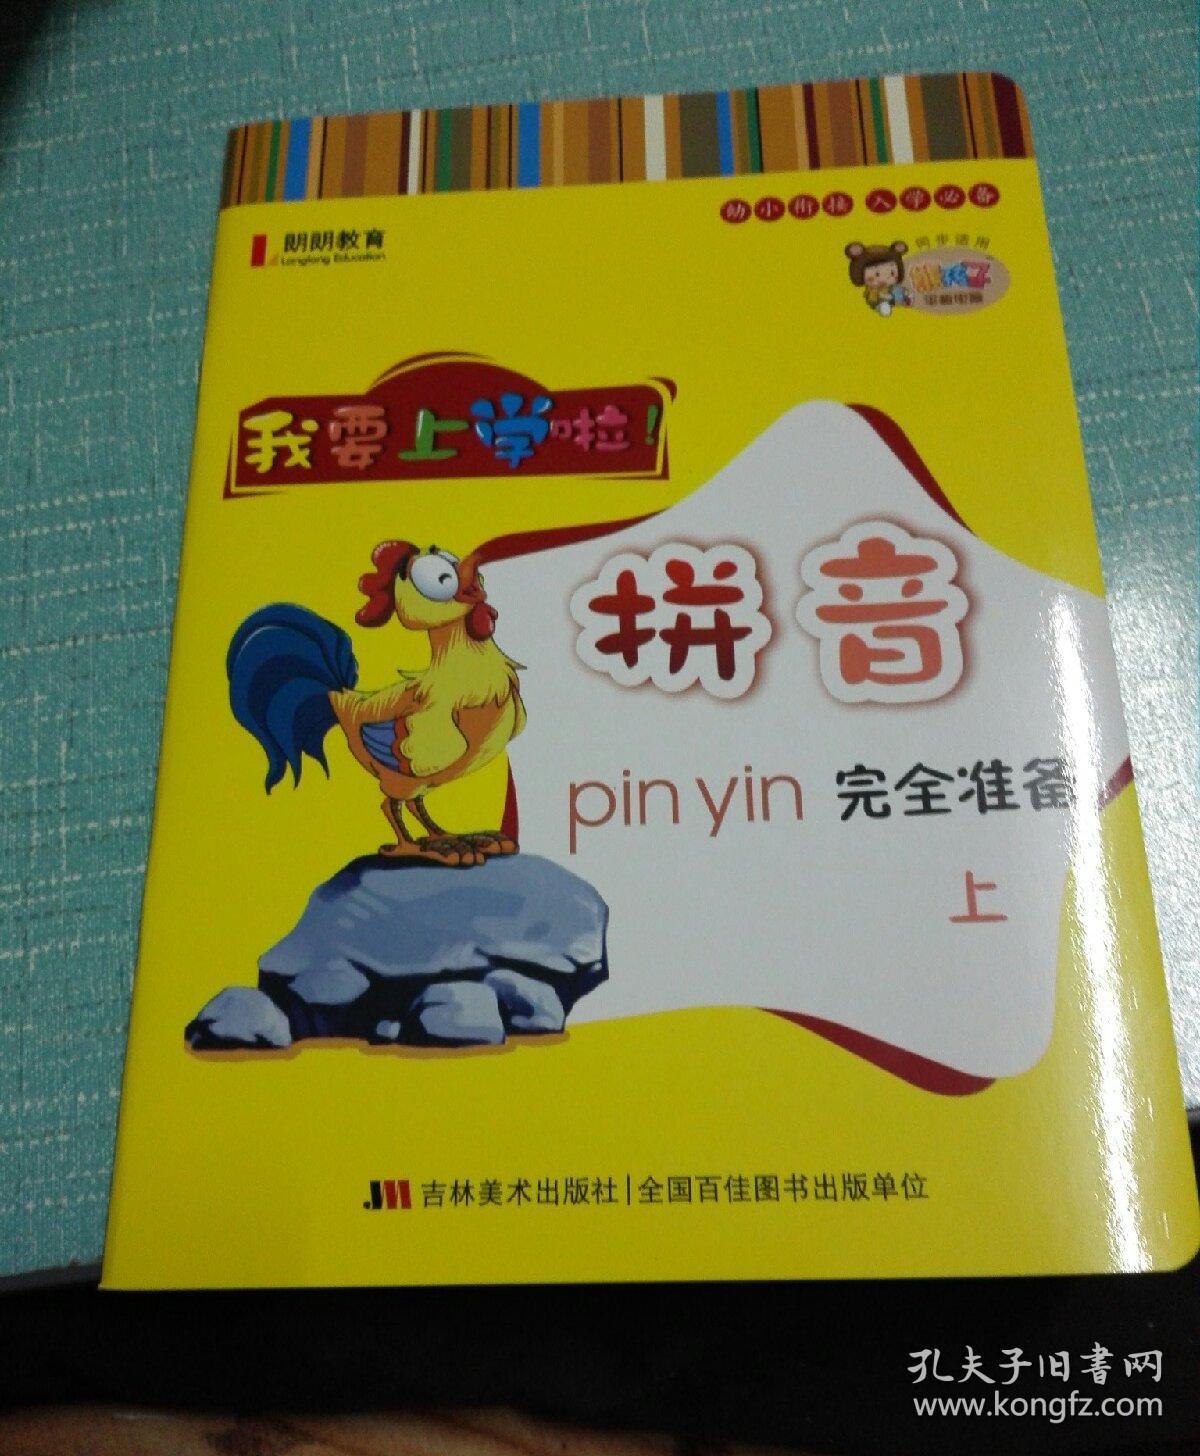 幼小衔接 入学必备
朗朗教育
Langlang Education
同步适用
我要上学啦!
拼音
pin yin 完全准备
上
JM 吉林美术出版社|全国百佳图书出版单位
孔夫子旧书网
www.kongfz.com